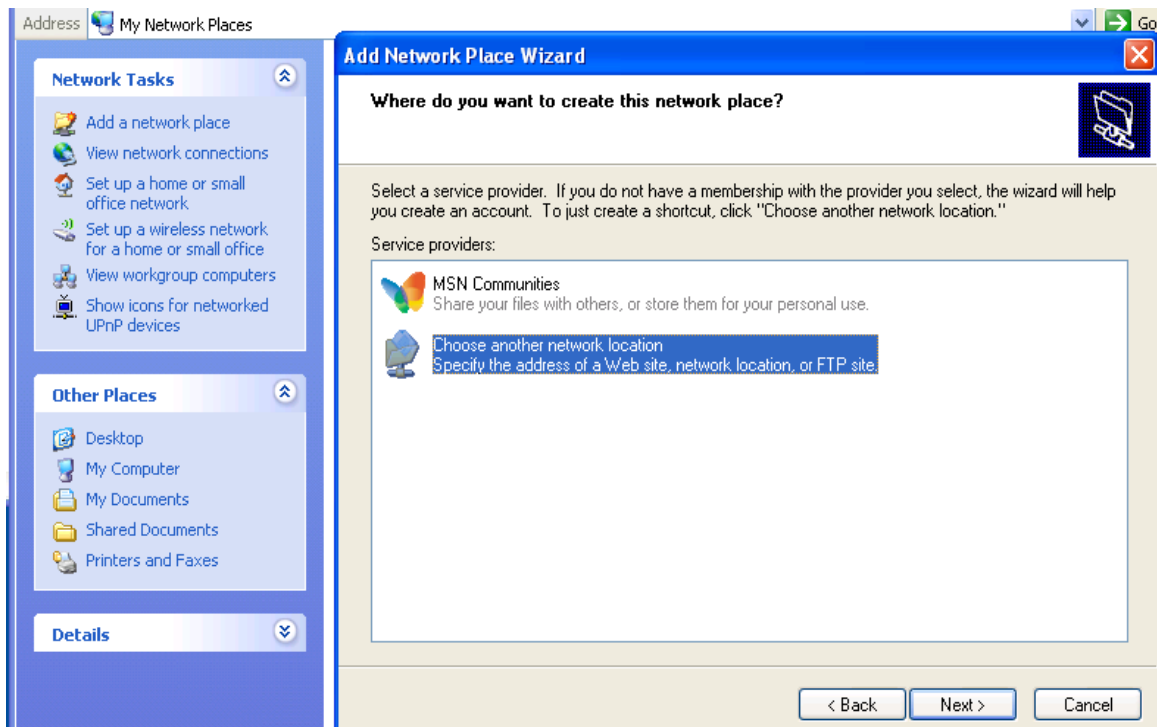 Address My Network Places Go
Network Tasks
Add a network place
View network connections
Set up a home or small
office network
Set up a wireless network
for a home or small office
View workgroup computers
Show icons for networked
UPnP devices
Other Places
Desktop
My Computer
My Documents
Shared Documents
Printers and Faxes
Details
Add Network Place Wizard
Where do you want to create this network place?
Select a service provider. If you do not have a membership with the provider you select, the wizard will help
you create an account. To just create a shortcut, click "Choose another network location."
Service providers:
MSN Communities
Share your files with others, or store them for your personal use.
Choose another network location
Specify the address of a Web site, network location, or FTP site.
< Back Next > Cancel